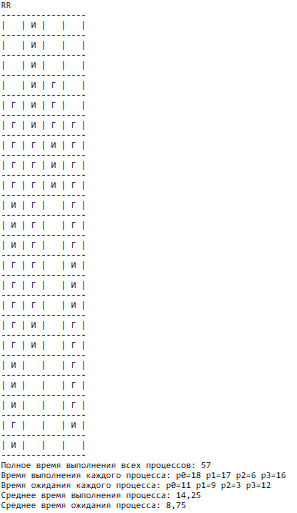 RR
-----------------
|   | И |   |   |
-----------------
|   | И |   |   |
-----------------
|   | И |   |   |
-----------------
|   | И | Г |   |
-----------------
| Г | И | Г |   |
-----------------
| Г | И | Г | Г |
-----------------
| Г | Г | И | Г |
-----------------
| Г | Г | И | Г |
-----------------
| Г | Г | И | Г |
-----------------
| И | Г |   | Г |
-----------------
| И | Г |   | Г |
-----------------
| И | Г |   | Г |
-----------------
| Г | Г |   | И |
-----------------
| Г | Г |   | И |
-----------------
| Г | Г |   | И |
-----------------
| Г | И |   | Г |
-----------------
| Г | И |   | Г |
-----------------
| И |   |   | Г |
-----------------
| И |   |   | Г |
-----------------
| И |   |   | Г |
-----------------
| Г |   |   | И |
-----------------
| И |   |   |   |
-----------------
Полное время выполнения всех процессов: 57
Время выполнения каждого процесса: p0=18 p1=17 p2=6 p3=16
Время ожидания каждого процесса: p0=11 p1=9 p2=3 p3=12
Среднее время выполнения процесса: 14,25
Среднее время ожидания процесса: 8,75